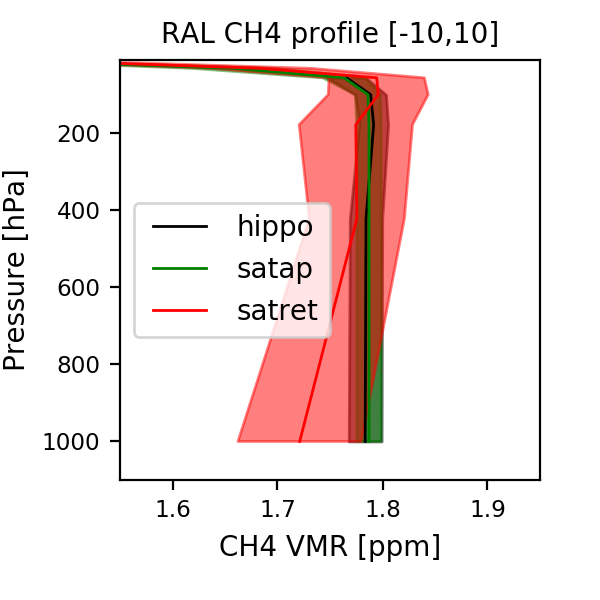 RAL CH4 profile [-10,10]
Pressure [hPa]
200
400
600
800
1000
hippo
satap
satret
1.6 1.7 1.8 1.9
CH4 VMR [ppm]